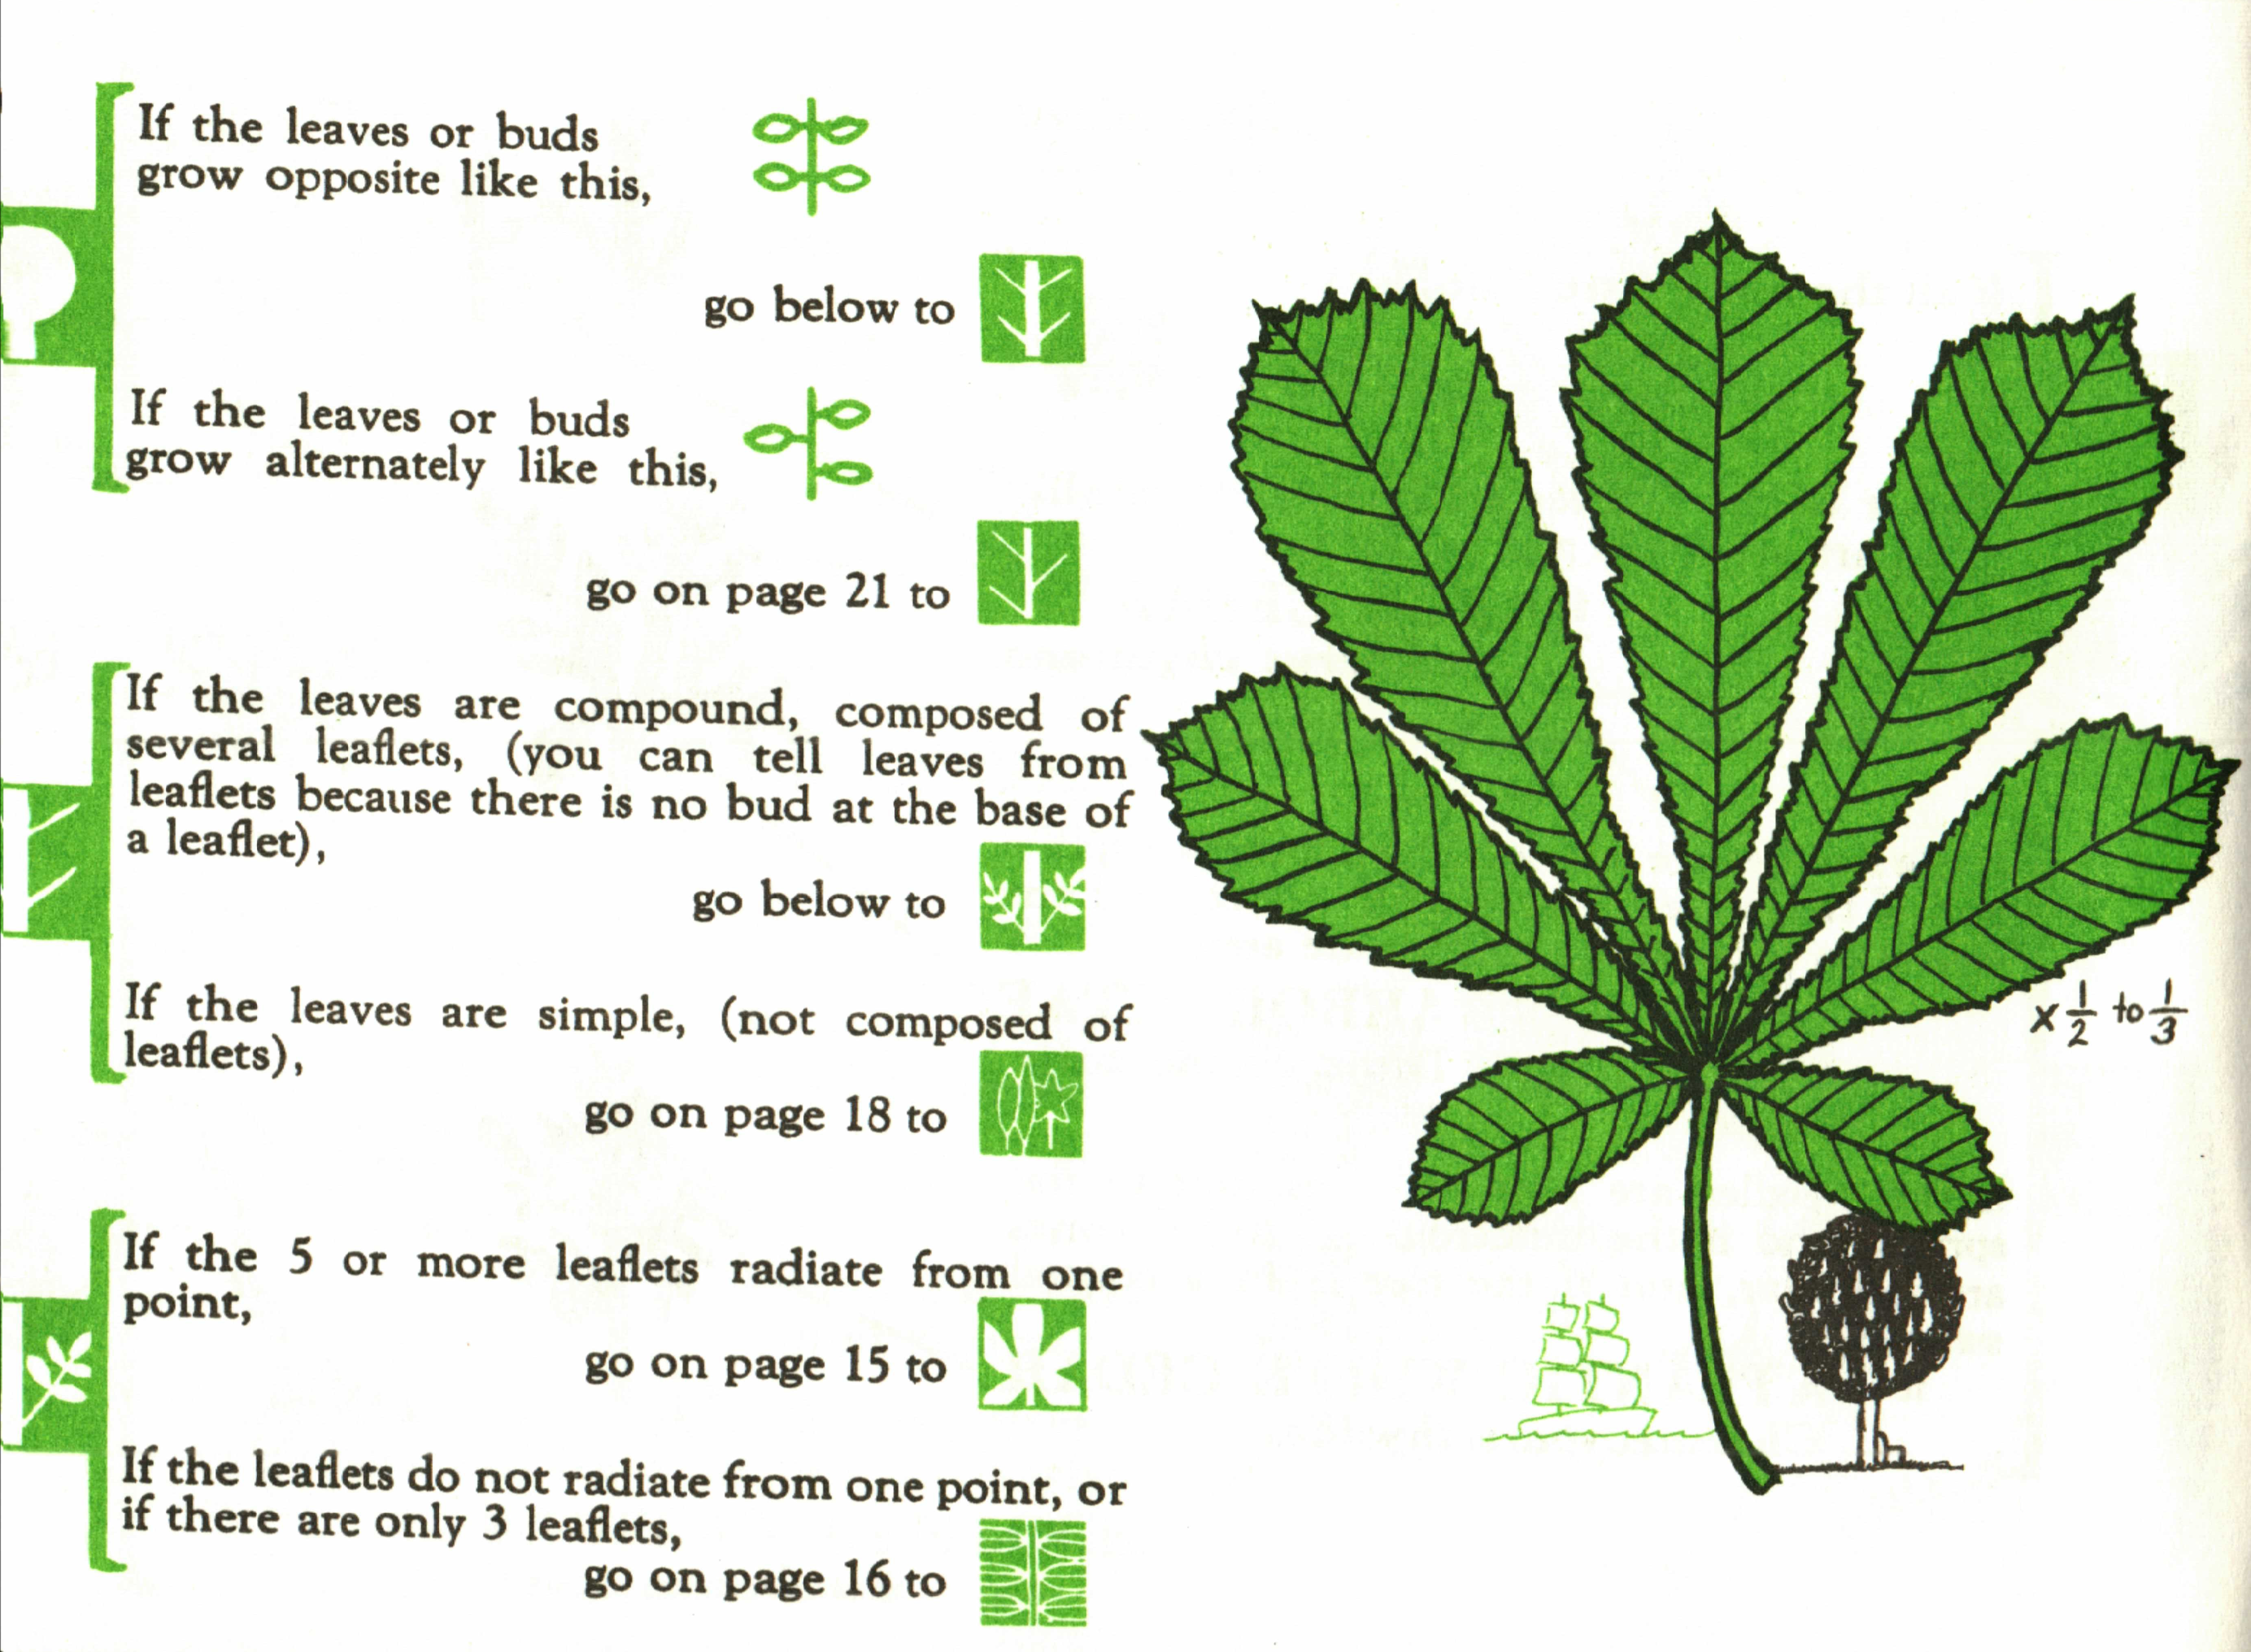 If the leaves or buds
grow opposite like this,
go below to
If the leaves or buds
grow alternately like this,
go on page 21 to
If the leaves are compound, composed of
several leaflets, (you can tell leaves from
leaflets because there is no bud at the base of
a leaflet),
go below to
If the leaves are simple, (not composed of
leaflets),
go on page 18 to
If the 5 or more leaflets radiate from one
point,
go on page 15 to
If the leaflets do not radiate from one point, or
if there are only 3 leaflets,
go on page 16 to
x 1/2 to 1/3